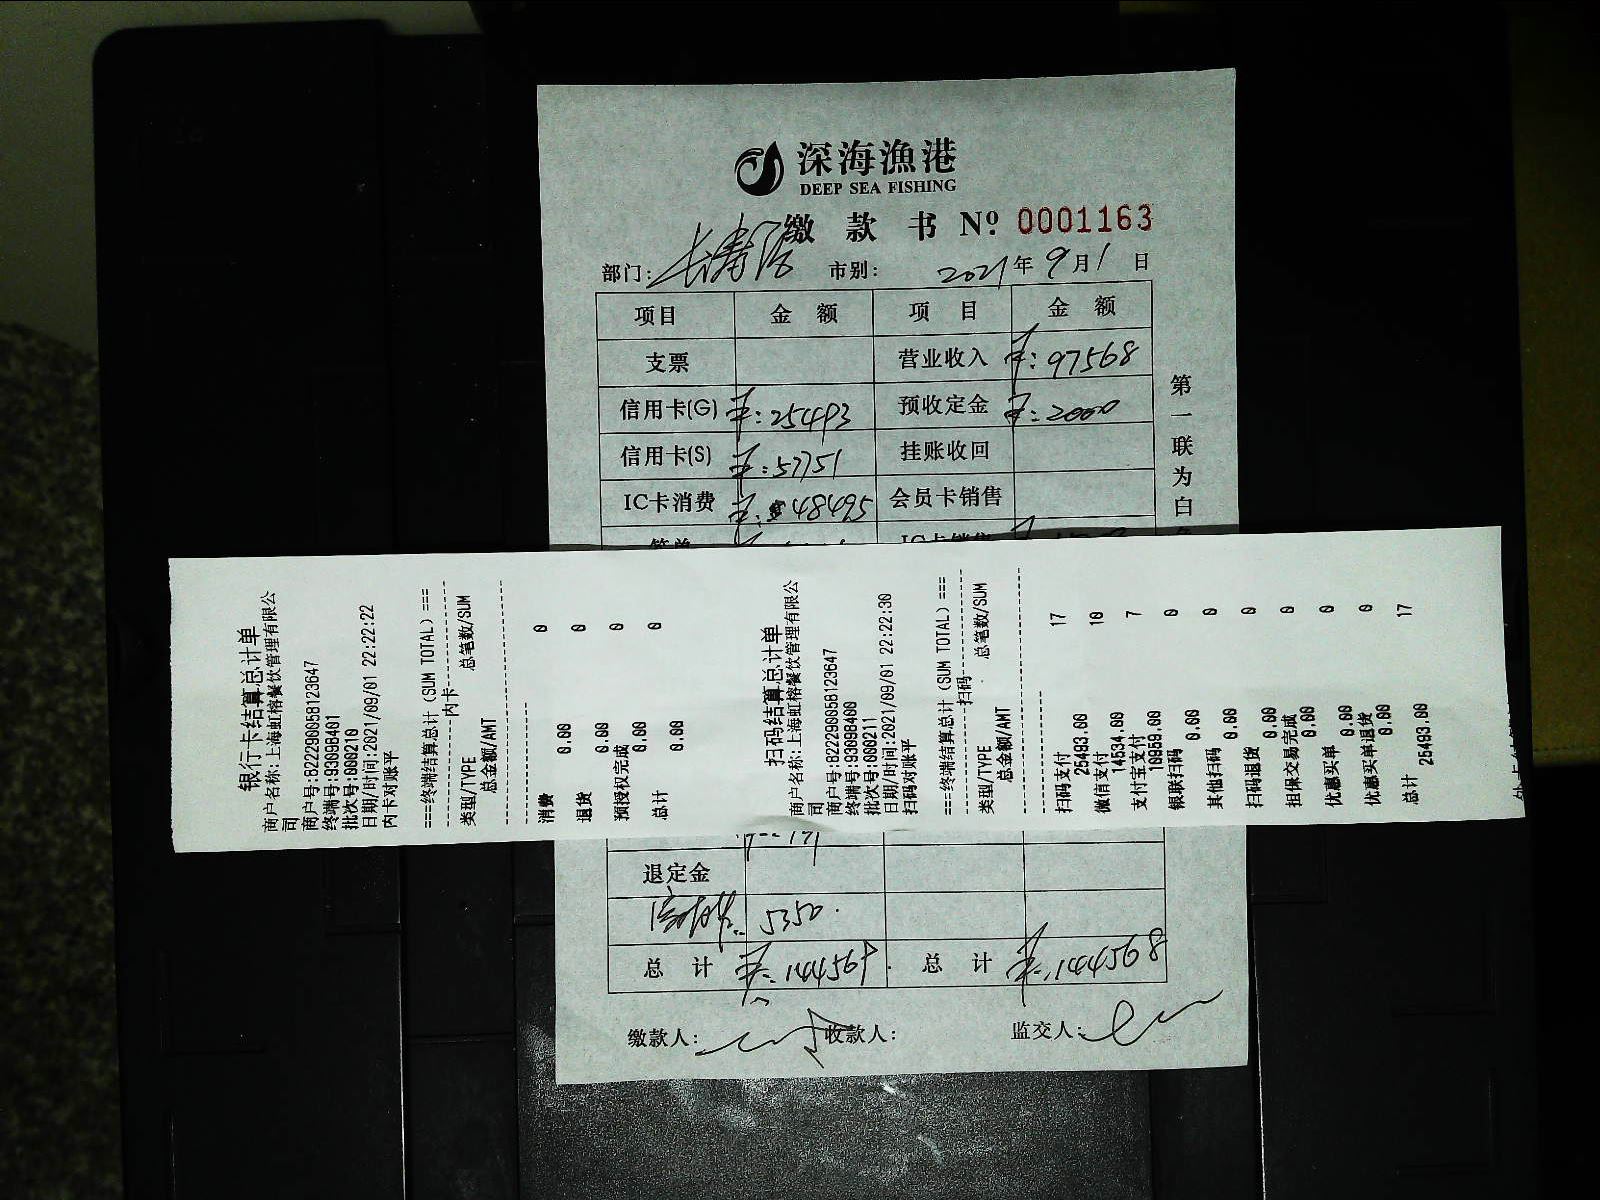 深海漁港
DEEP SEA FISHING
缴 款 书 Nº: 0001163
部门: 长寿路 市别: 2021年9月1日
项目 金 额 项 目 金 额
支票 营业收入 ¥:97568
信用卡(G) ¥:25493 预收定金 ¥:2000
信用卡(S) ¥:57751 挂账收回
IC卡消费 ¥:48495 会员卡销售
签单 IC卡销售
第一联为白
退定金
5350.
总 计 总 计 ¥:144568
缴款人: 收款人: 监交人:
银行卡结算总计单
商户名称:上海虹榕餐饮管理有限公
司
商户号:82229005B123647
终端号:93098401
批次号:000210
日期/时间:2021/09/01 22:22:22
内卡对账平
===终端结算总计(SUM TOTAL)===
---------------内卡---------------
类型/TYPE 总笔数/SUM
总金额/AMT
消费 0
0.00
退货 0
0.00
预授权完成 0
0.00
总计 0
0.00
扫码结算总计单
商户名称:上海虹榕餐饮管理有限公
司
商户号:82229005B123647
终端号:93098400
批次号:000211
日期/时间:2021/09/01 22:22:30
扫码对账平
===终端结算总计(SUM TOTAL)===
---------------扫码---------------
类型/TYPE 总笔数/SUM
总金额/AMT
扫码支付 17
25493.00
微信支付 10
14534.00
支付宝支付 7
10959.00
银联扫码 0
0.00
其他扫码 0
0.00
扫码退货 0
0.00
担保交易完成 0
0.00
优惠买单 0
0.00
优惠买单退货 0
0.00
总计 17
25493.00